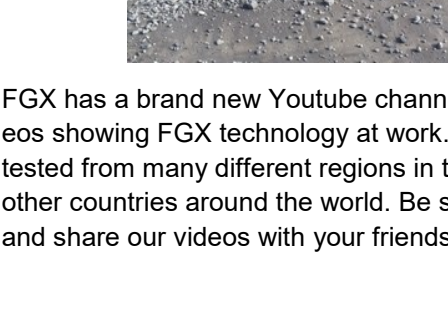 FGX has a brand new Youtube chann
eos showing FGX technology at work.
tested from many different regions in t
other countries around the world. Be s
and share our videos with your friends